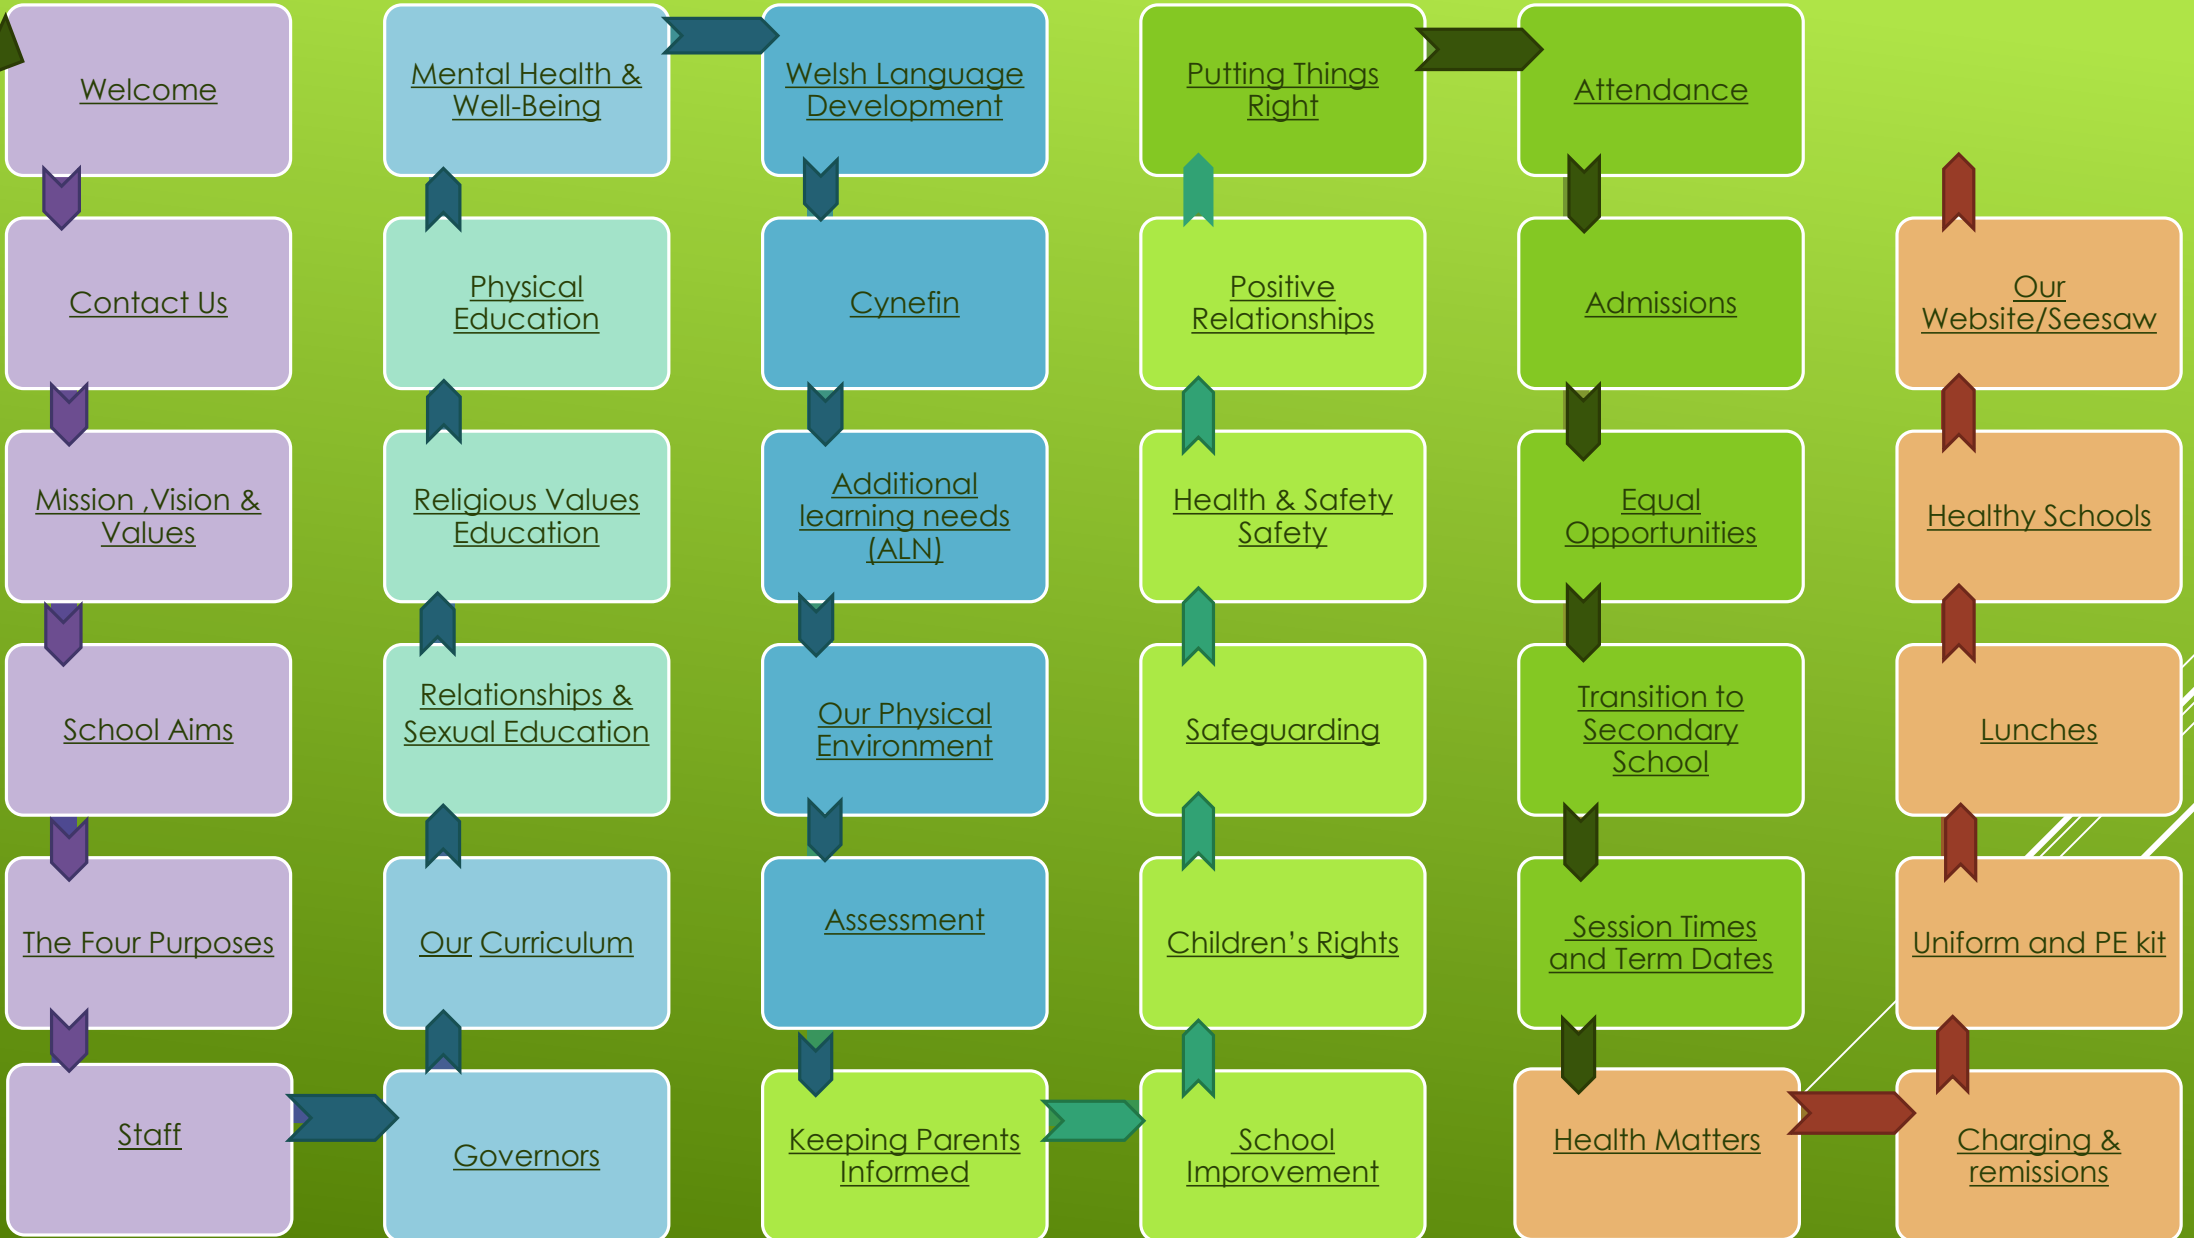 Welcome
Contact Us
Mission ,Vision &
Values
School Aims
The Four Purposes
Staff
Governors
Our Curriculum
Relationships &
Sexual Education
Religious Values
Education
Physical
Education
Mental Health &
Well-Being
Welsh Language
Development
Cynefin
Additional
learning needs
(ALN)
Our Physical
Environment
Assessment
Keeping Parents
Informed
School
Improvement
Children’s Rights
Safeguarding
Health & Safety
Safety
Positive
Relationships
Putting Things
Right
Attendance
Admissions
Equal
Opportunities
Transition to
Secondary
School
Session Times
and Term Dates
Health Matters
Charging &
remissions
Uniform and PE kit
Lunches
Healthy Schools
Our
Website/Seesaw